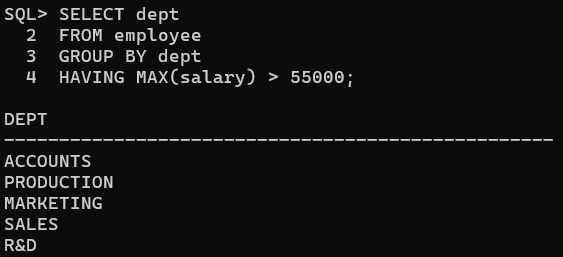 SQL> SELECT dept
  2  FROM employee
  3  GROUP BY dept
  4  HAVING MAX(salary) > 55000;

DEPT
--------------------------------------------------
ACCOUNTS
PRODUCTION
MARKETING
SALES
R&D